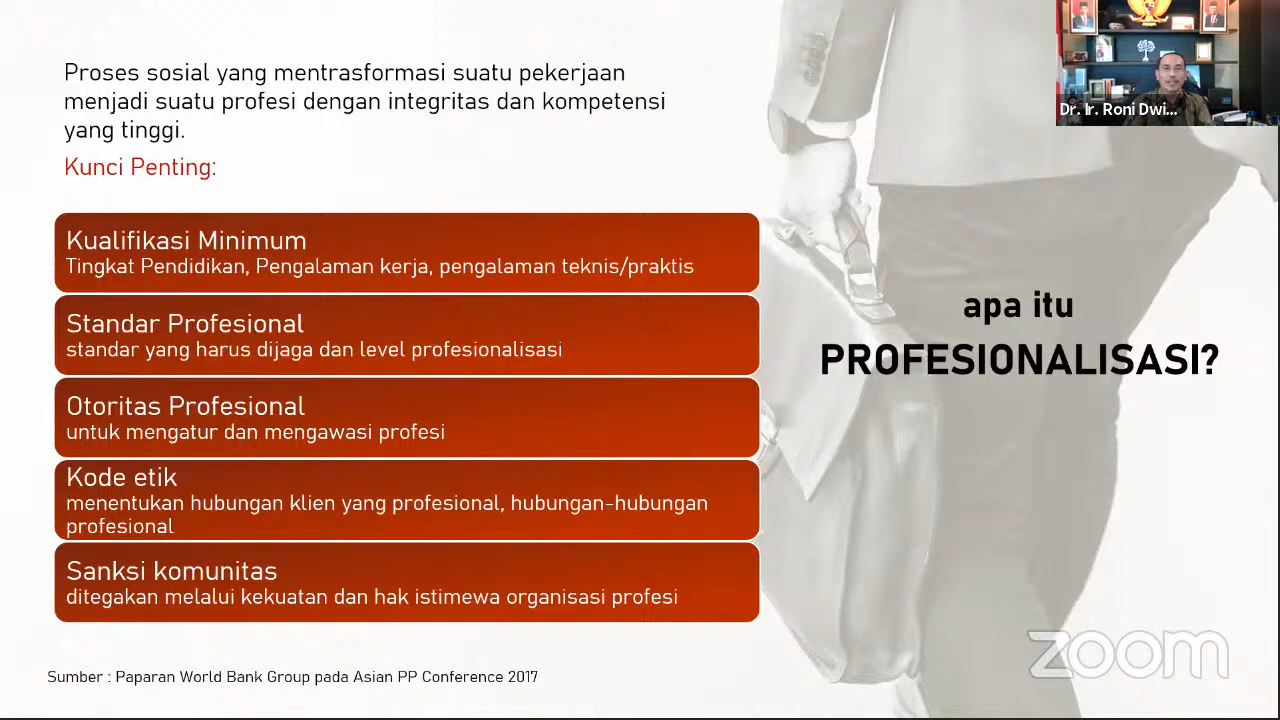 Proses sosial yang mentrasformasi suatu pekerjaan
menjadi suatu profesi dengan integritas dan kompetensi
yang tinggi.
Kunci Penting:
Kualifikasi Minimum
Tingkat Pendidikan, Pengalaman kerja, pengalaman teknis/praktis
Standar Profesional
standar yang harus dijaga dan level profesionalisasi
Otoritas Profesional
untuk mengatur dan mengawasi profesi
Kode etik
menentukan hubungan klien yang profesional, hubungan-hubungan
profesional
Sanksi komunitas
ditegakan melalui kekuatan dan hak istimewa organisasi profesi
Sumber : Paparan World Bank Group pada Asian PP Conference 2017
apa itu
PROFESIONALISASI?
Dr. Ir. Roni Dwi...
zoom